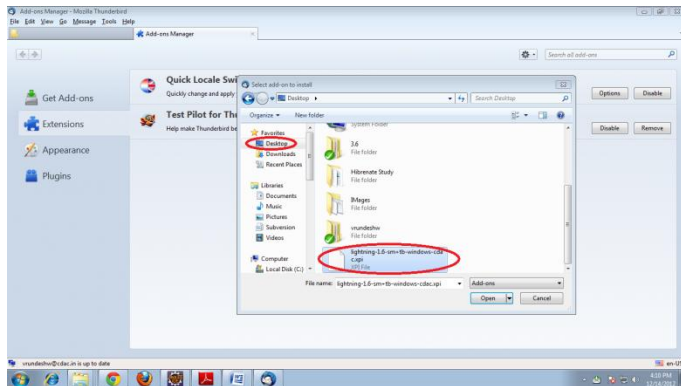 Add-ons Manager - Mozilla Thunderbird
File Edit View Go Message Tools Help
Add-ons Manager
Search all add-ons
Get Add-ons
Extensions
Appearance
Plugins
Quick Locale Swi
Quickly change and apply
Options
Disable
Test Pilot for Th
Help make Thunderbird be
Disable
Remove
Select add-on to install
Desktop
Search Desktop
Organize
New folder
Favorites
Desktop
Downloads
Recent Places
Libraries
Documents
Music
Pictures
Subversion
Videos
Computer
Local Disk (C:)
System Folder
3.6
File folder
Hibrenate Study
File folder
IMages
File folder
vrundeshw
File folder
lightning-1.6-sm+tb-windows-cda
c.xpi
XPI File
File name:
lightning-1.6-sm+tb-windows-cdac.xpi
Add-ons
Open
Cancel
vrundeshw@cdac.in is up to date
en-US
4:10 PM